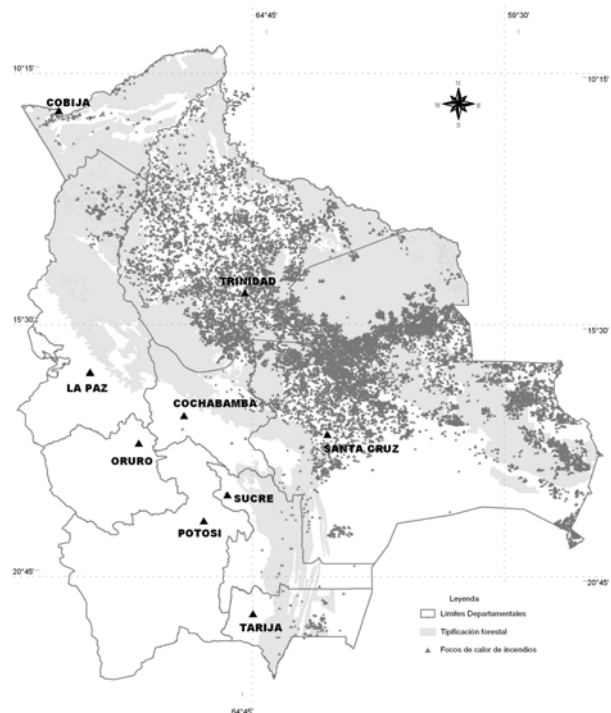 64´45
59´30
10´15´
10´15´
COBIJA
N
W
E
S
TRINIDAD
15´30
15´30
LA PAZ
COCHABAMBA
ORURO
SANTA CRUZ
SUCRE
POTOSI
20´45
20´45
TARIJA
Leyenda
Límites Departamentales
Tipificación forestal
Focos de calor de incendios
64´45